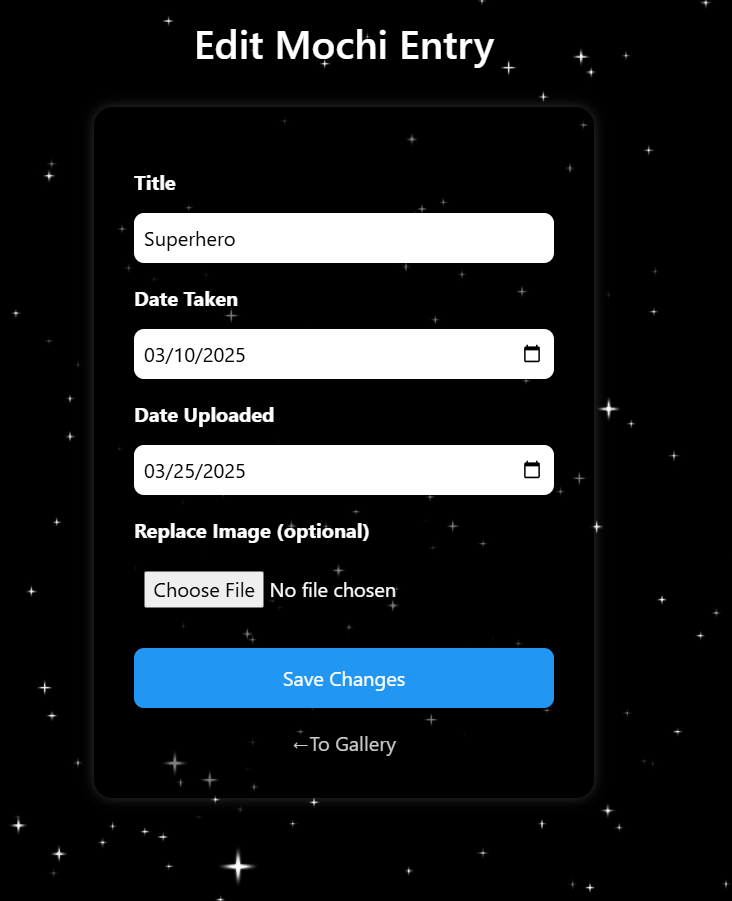 Edit Mochi Entry
Title
Superhero
Date Taken
03/10/2025
Date Uploaded
03/25/2025
Replace Image (optional)
Choose File No file chosen
Save Changes
←To Gallery